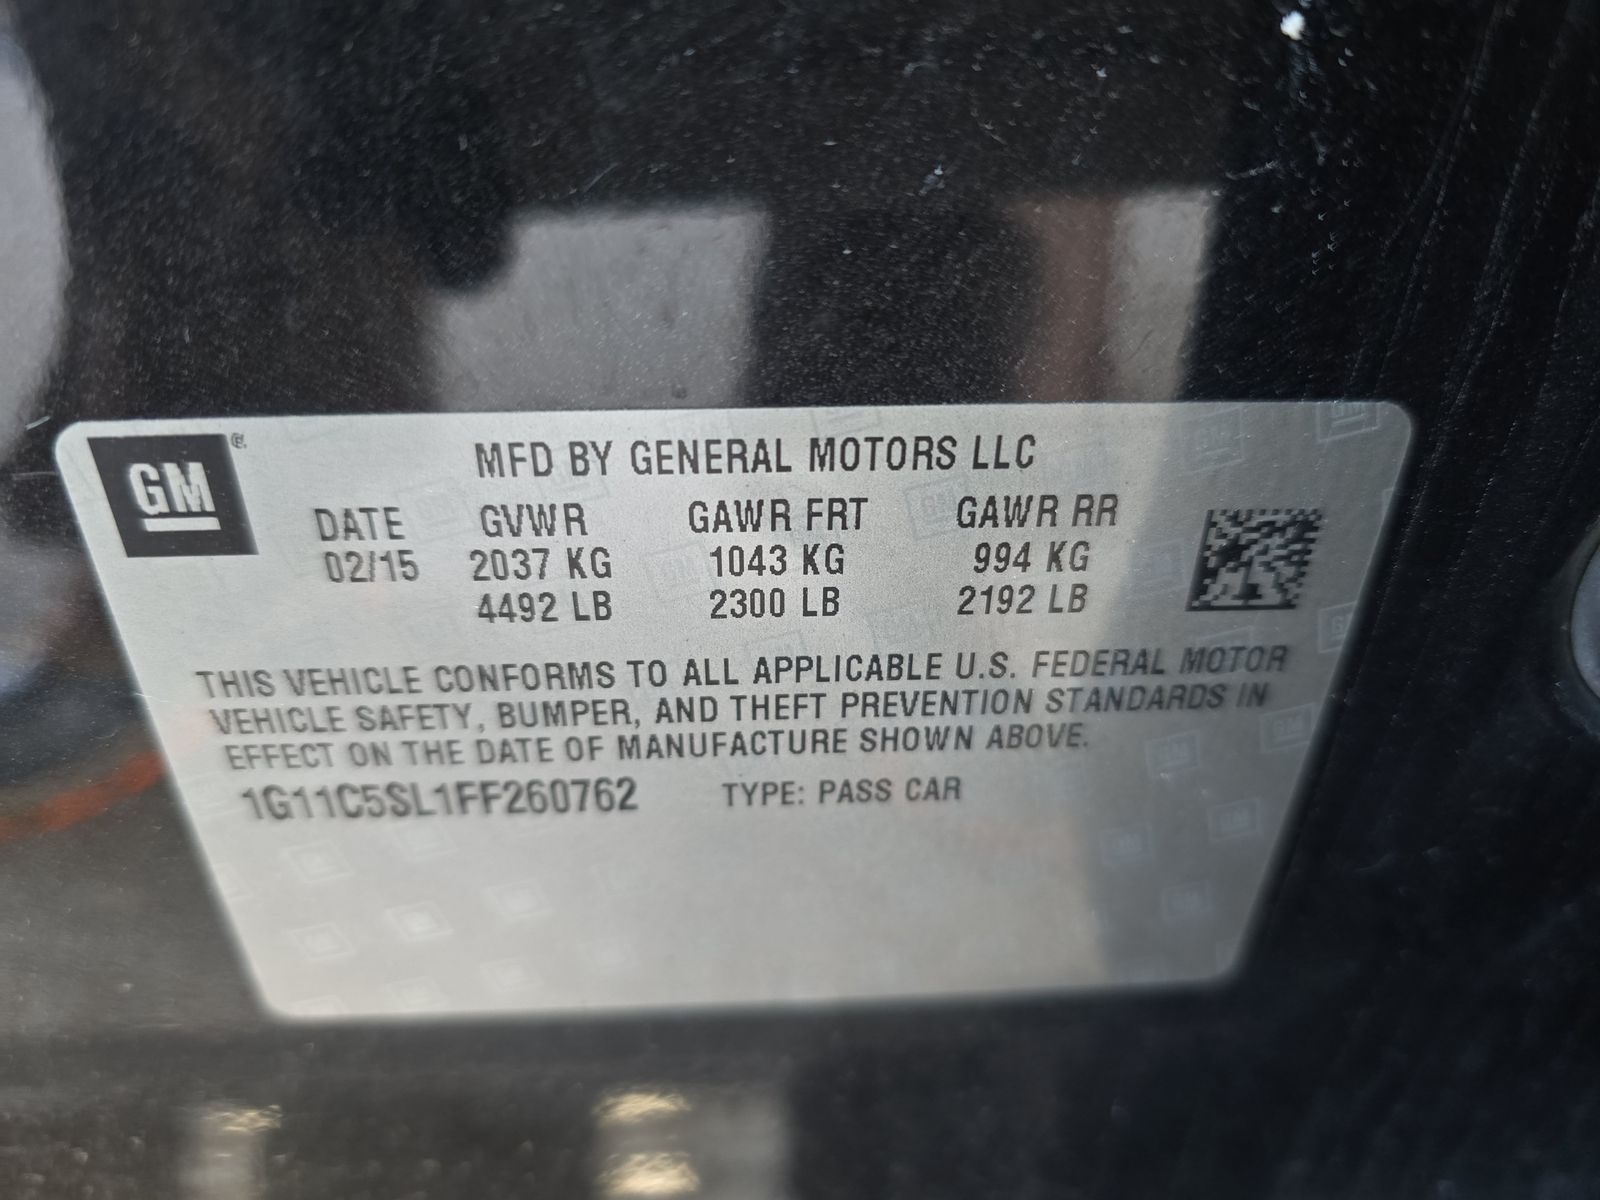 GM
MFD BY GENERAL MOTORS LLC
DATE GVWR GAWR FRT GAWR RR
02/15 2037 KG 1043 KG 994 KG
4492 LB 2300 LB 2192 LB
THIS VEHICLE CONFORMS TO ALL APPLICABLE U.S. FEDERAL MOTOR
VEHICLE SAFETY, BUMPER, AND THEFT PREVENTION STANDARDS IN
EFFECT ON THE DATE OF MANUFACTURE SHOWN ABOVE.
1G11C5SL1FF260762 TYPE: PASS CAR